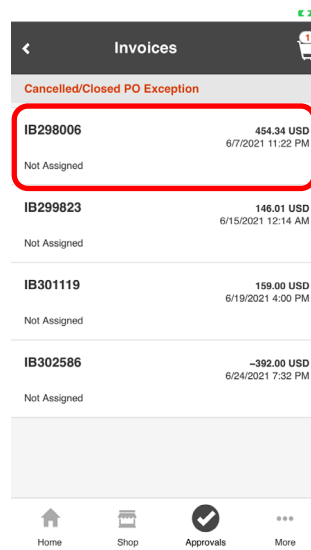 Invoices
1
Cancelled/Closed PO Exception
IB298006
454.34 USD
6/7/2021 11:22 PM
Not Assigned
IB299823
146.01 USD
6/15/2021 12:14 AM
Not Assigned
IB301119
159.00 USD
6/19/2021 4:00 PM
Not Assigned
IB302586
–392.00 USD
6/24/2021 7:32 PM
Not Assigned
Home Shop Approvals More